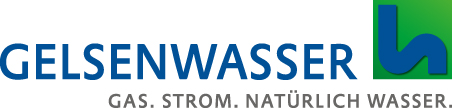 GELSENWASSER
GAS. STROM. NATÜRLICH WASSER.